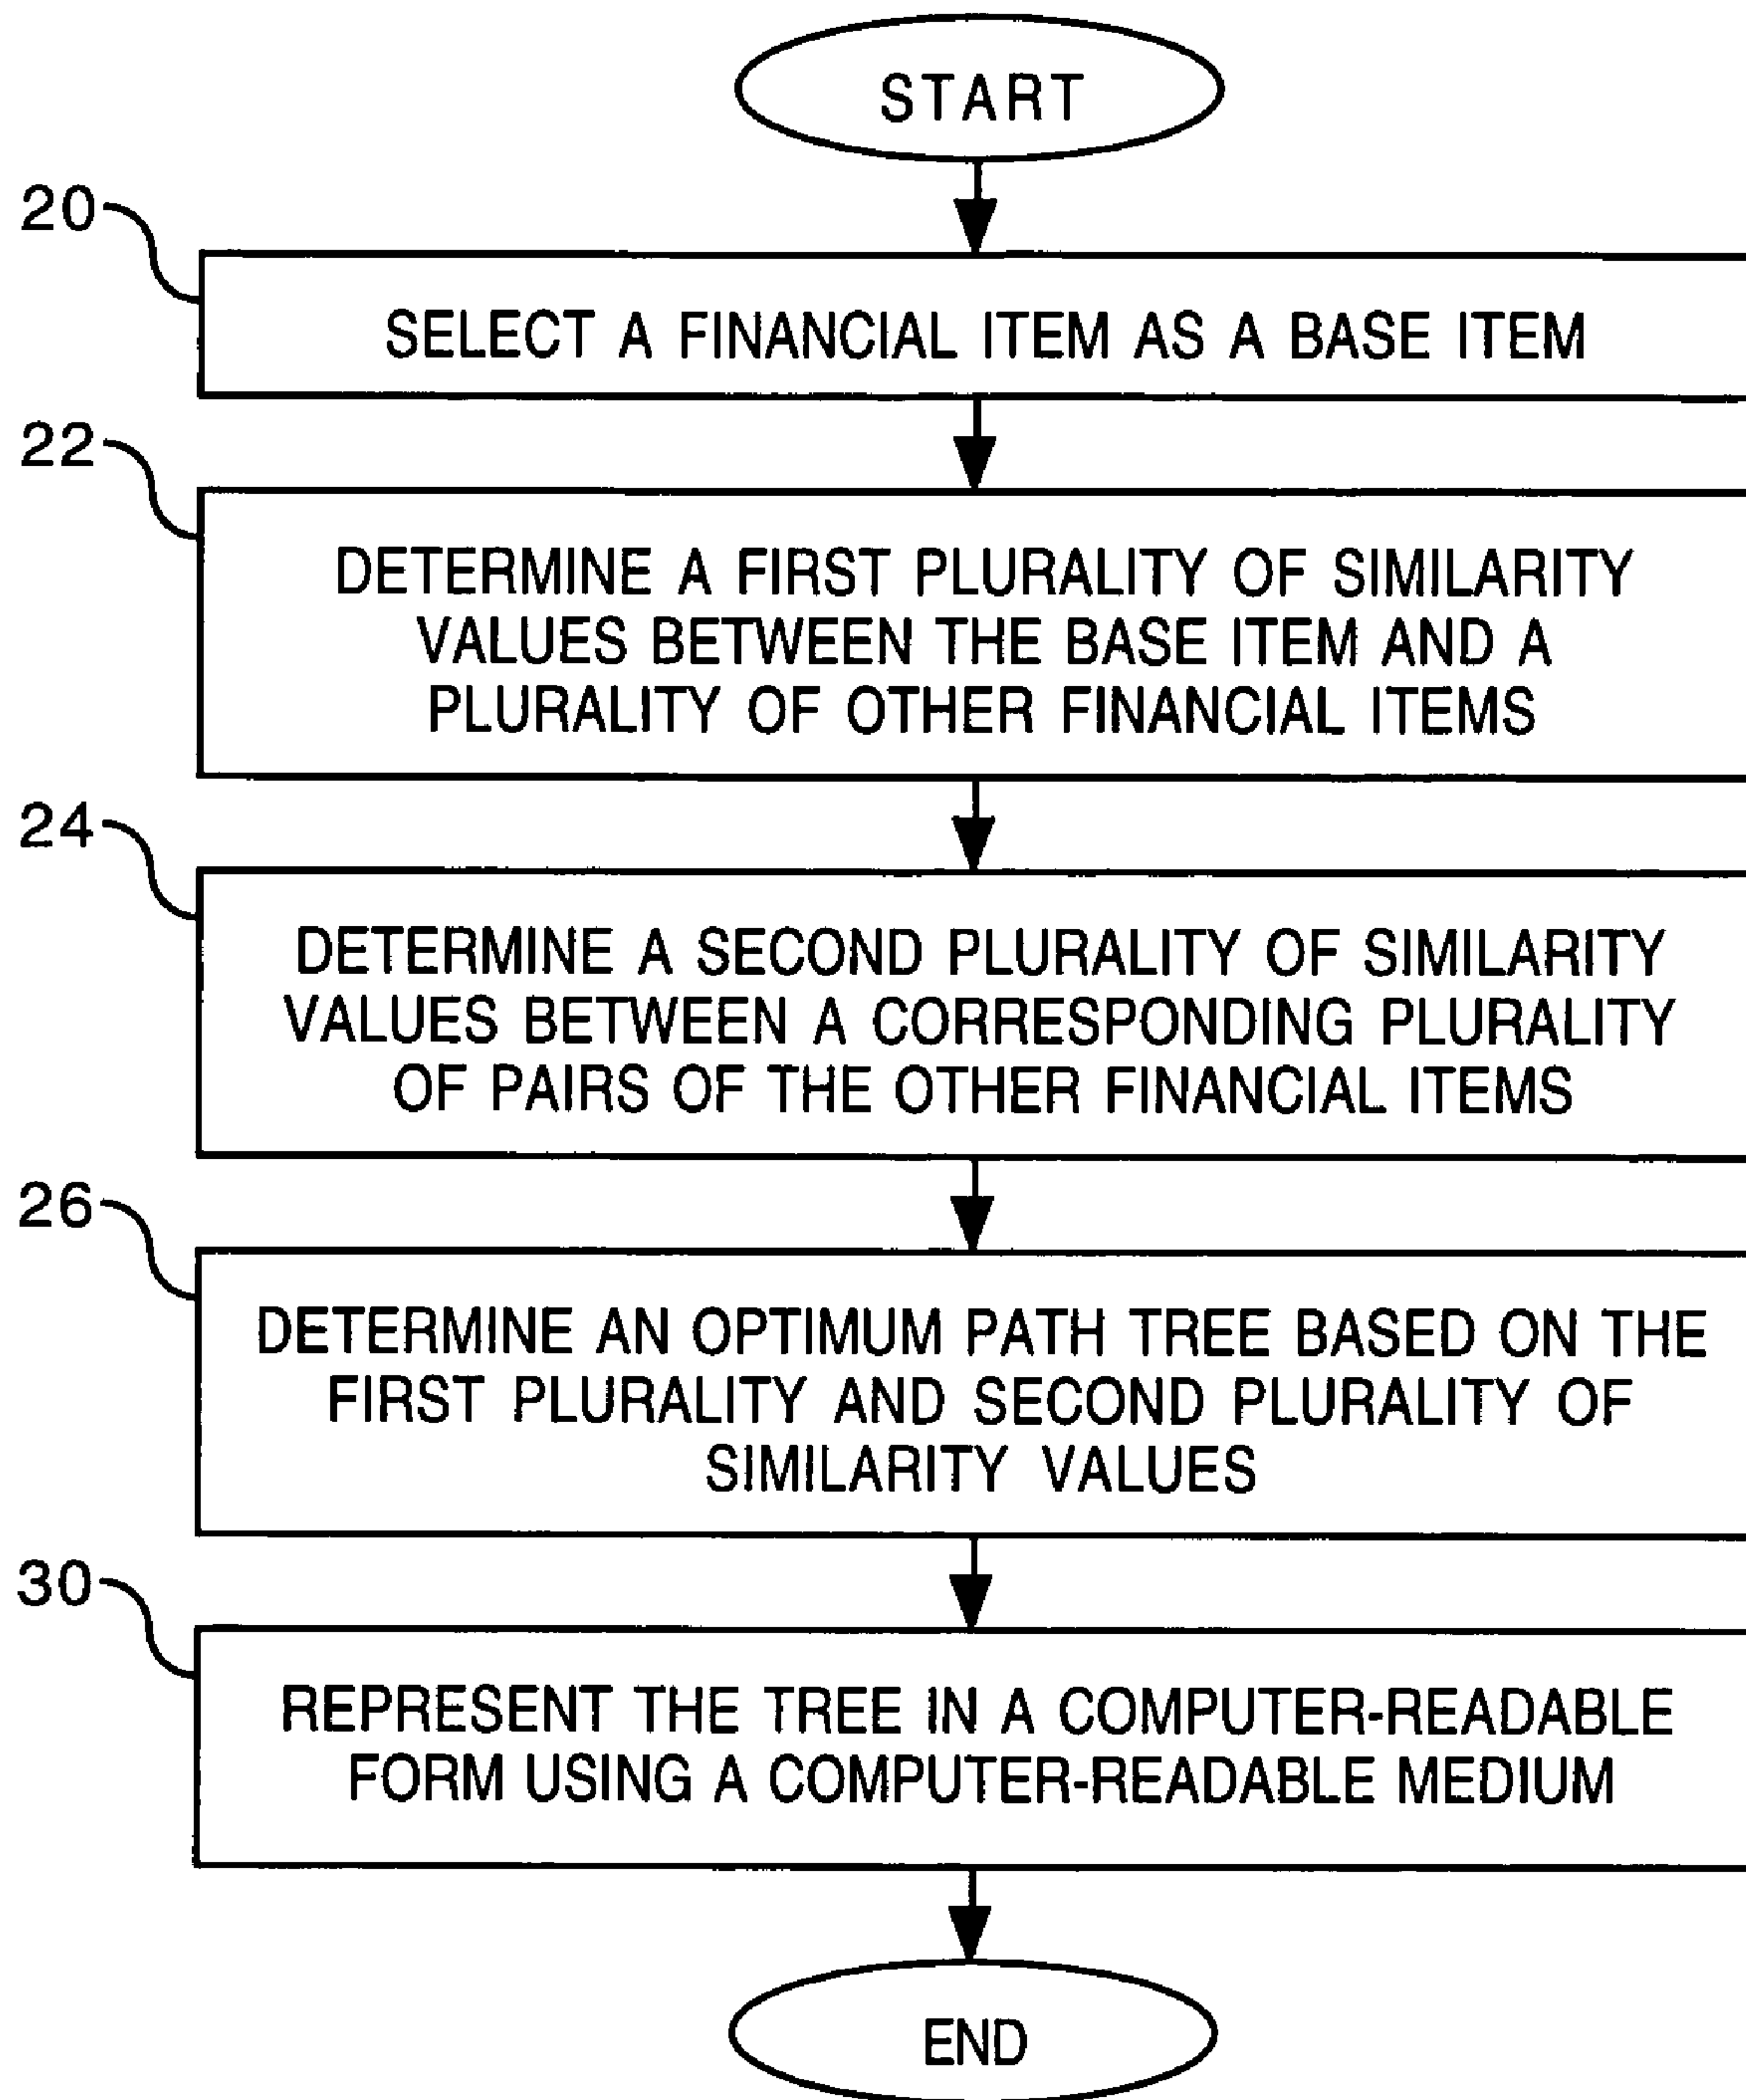 START
20
SELECT A FINANCIAL ITEM AS A BASE ITEM
22
DETERMINE A FIRST PLURALITY OF SIMILARITY
VALUES BETWEEN THE BASE ITEM AND A
PLURALITY OF OTHER FINANCIAL ITEMS
24
DETERMINE A SECOND PLURALITY OF SIMILARITY
VALUES BETWEEN A CORRESPONDING PLURALITY
OF PAIRS OF THE OTHER FINANCIAL ITEMS
26
DETERMINE AN OPTIMUM PATH TREE BASED ON THE
FIRST PLURALITY AND SECOND PLURALITY OF
SIMILARITY VALUES
30
REPRESENT THE TREE IN A COMPUTER-READABLE
FORM USING A COMPUTER-READABLE MEDIUM
END